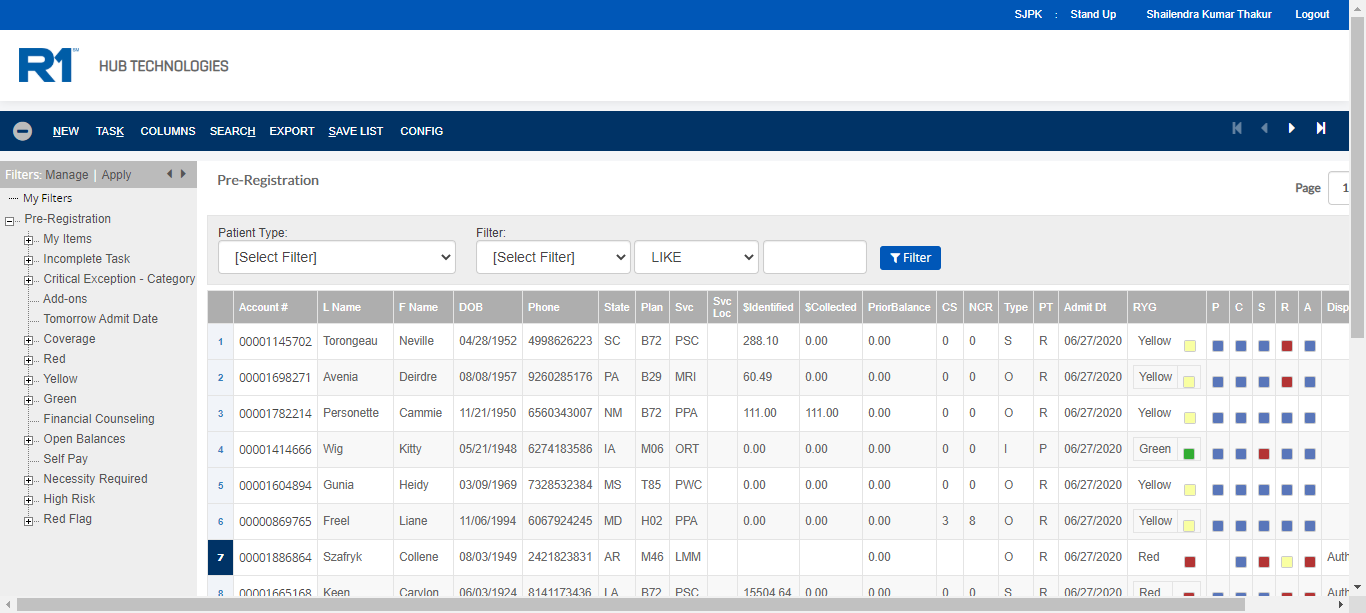 SJPK : Stand Up Shailendra Kumar Thakur Logout
R1 SM HUB TECHNOLOGIES
NEW TASK COLUMNS SEARCH EXPORT SAVE LIST CONFIG
Filters: Manage | Apply
My Filters
Pre-Registration
My Items
Incomplete Task
Critical Exception - Category
Add-ons
Tomorrow Admit Date
Coverage
Red
Yellow
Green
Financial Counseling
Open Balances
Self Pay
Necessity Required
High Risk
Red Flag
Pre-Registration
Page 1
Patient Type: Filter:
[Select Filter] [Select Filter] LIKE Filter
Account # L Name F Name DOB Phone State Plan Svc Svc Loc $Identified $Collected PriorBalance CS NCR Type PT Admit Dt RYG P C S R A Disp
1 00001145702 Torongeau Neville 04/28/1952 4998626223 SC B72 PSC 288.10 0.00 0.00 0 0 S R 06/27/2020 Yellow
2 00001698271 Avenia Deirdre 08/08/1957 9260285176 PA B29 MRI 60.49 0.00 0.00 0 0 O R 06/27/2020 Yellow
3 00001782214 Personette Cammie 11/21/1950 6560343007 NM B72 PPA 111.00 111.00 0.00 0 0 O R 06/27/2020 Yellow
4 00001414666 Wig Kitty 05/21/1948 6274183586 IA M06 ORT 0.00 0.00 0.00 0 0 I P 06/27/2020 Green
5 00001604894 Gunia Heidy 03/09/1969 7328532384 MS T85 PWC 0.00 0.00 0.00 0 0 O R 06/27/2020 Yellow
6 00000869765 Freel Liane 11/06/1994 6067924245 MD H02 PPA 0.00 0.00 0.00 3 8 O R 06/27/2020 Yellow
7 00001886864 Szafryk Collene 08/03/1949 2421823831 AR M46 LMM 0.00 O R 06/27/2020 Red Auth
8 00001665168 Keen Carylon 06/03/1924 8141173436 LA B72 PSC 15504.64 0.00 0.00 0 0 S R 06/27/2020 Red Auth